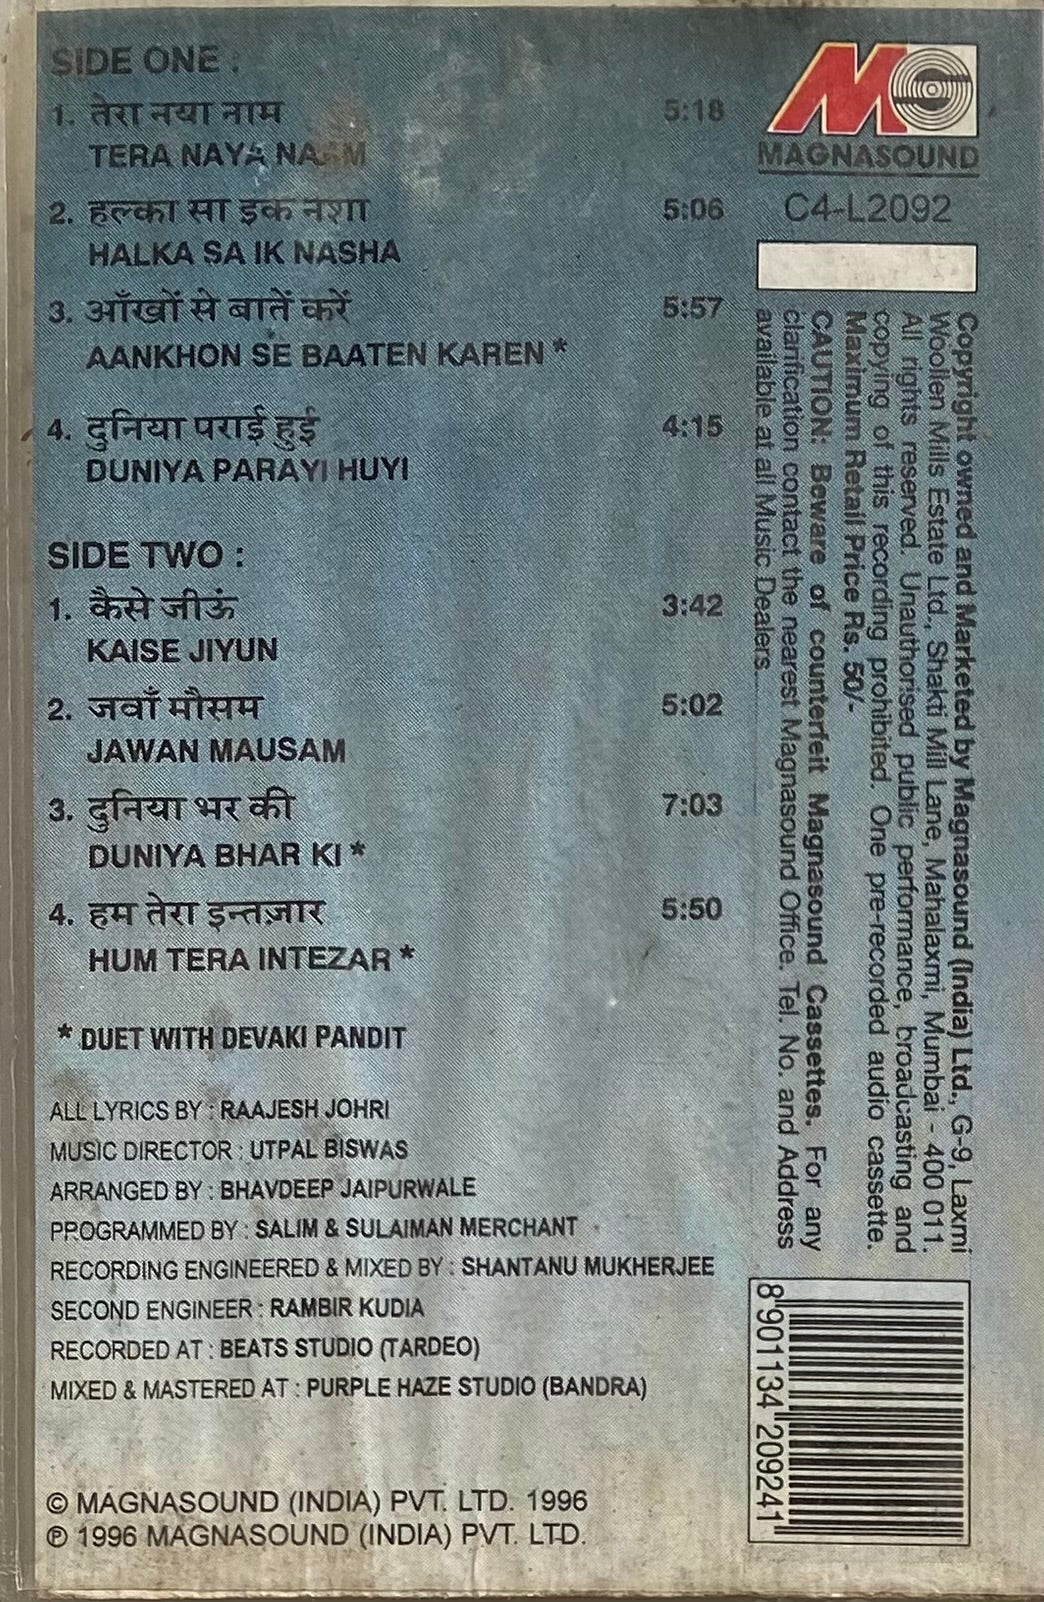 SIDE ONE :
1. तेरा नया नाम 5:18
TERA NAYA NAAM
2. हल्का सा इक नशा 5:06
HALKA SA IK NASHA
3. आँखों से बातें करें 5:57
AANKHON SE BAATEN KAREN *
4. दुनिया पराई हुई 4:15
DUNIYA PARAYI HUYI
SIDE TWO :
1. कैसे जीऊं 3:42
KAISE JIYUN
2. जवाँ मौसम 5:02
JAWAN MAUSAM
3. दुनिया भर की 7:03
DUNIYA BHAR KI *
4. हम तेरा इन्तज़ार 5:50
HUM TERA INTEZAR *
* DUET WITH DEVAKI PANDIT
ALL LYRICS BY : RAAJESH JOHRI
MUSIC DIRECTOR : UTPAL BISWAS
ARRANGED BY : BHAVDEEP JAIPURWALE
PROGRAMMED BY : SALIM & SULAIMAN MERCHANT
RECORDING ENGINEERED & MIXED BY : SHANTANU MUKHERJEE
SECOND ENGINEER : RAMBIR KUDIA
RECORDED AT : BEATS STUDIO (TARDEO)
MIXED & MASTERED AT : PURPLE HAZE STUDIO (BANDRA)
© MAGNASOUND (INDIA) PVT. LTD. 1996
℗ 1996 MAGNASOUND (INDIA) PVT. LTD.
MAGNASOUND
C4-L2092
Copyright owned and Marketed by Magnasound (India) Ltd., G-9, Laxmi
Woollen Mills Estate Ltd., Shakti Mill Lane, Mahalaxmi, Mumbai - 400 011.
All rights reserved. Unauthorised public performance, broadcasting and
copying of this recording prohibited. One pre-recorded audio cassette.
Maximum Retail Price Rs. 50/-
CAUTION: Beware of counterfeit Magnasound Cassettes. For any
clarification contact the nearest Magnasound Office. Tel. No. and Address
available at all Music Dealers.
8 901134 209241